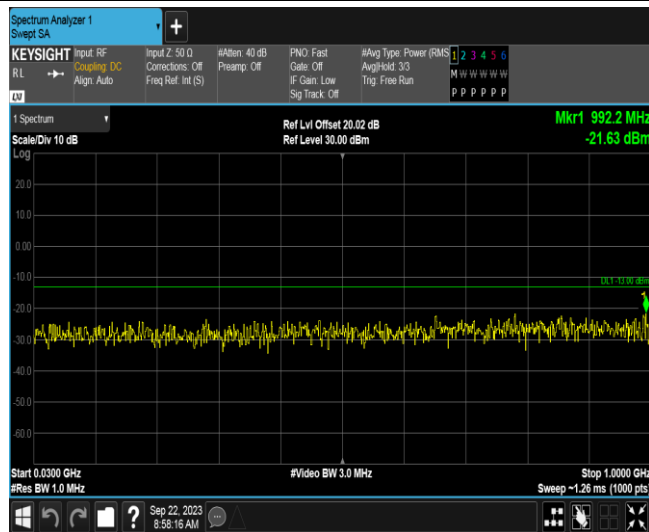 Spectrum Analyzer 1
Swept SA
+
KEYSIGHT
RL
Input: RF
Coupling: DC
Align: Auto
Input Z: 50 Ω
Corrections: Off
Freq Ref: Int (S)
#Atten: 40 dB
Preamp: Off
PNO: Fast
Gate: Off
IF Gain: Low
Sig Track: Off
#Avg Type: Power (RMS
Avg|Hold: 3/3
Trig: Free Run
1 2 3 4 5 6
M W W W W W
P P P P P P
1 Spectrum
Scale/Div 10 dB
Ref Lvl Offset 20.02 dB
Ref Level 30.00 dBm
Mkr1 992.2 MHz
-21.63 dBm
Log
20.0
10.0
0.00
-10.0
DL1 -13.00 dBm
-20.0
-30.0
-40.0
-50.0
-60.0
Start 0.0300 GHz
#Res BW 1.0 MHz
#Video BW 3.0 MHz
Stop 1.0000 GHz
Sweep ~1.26 ms (1000 pts)
?
Sep 22, 2023
8:58:16 AM